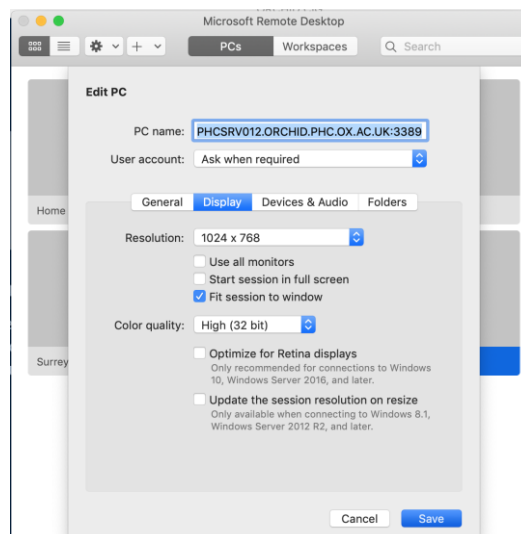 Microsoft Remote Desktop
PCs Workspaces Search
Edit PC
PC name: PHCSRV012.ORCHID.PHC.OX.AC.UK:3389
User account: Ask when required
General Display Devices & Audio Folders
Home
Resolution: 1024 x 768
Use all monitors
Start session in full screen
Fit session to window
Color quality: High (32 bit)
Optimize for Retina displays
Surrey
Only recommended for connections to Windows
10, Windows Server 2016, and later.
Update the session resolution on resize
Only available when connecting to Windows 8.1,
Windows Server 2012 R2, and later.
Cancel Save